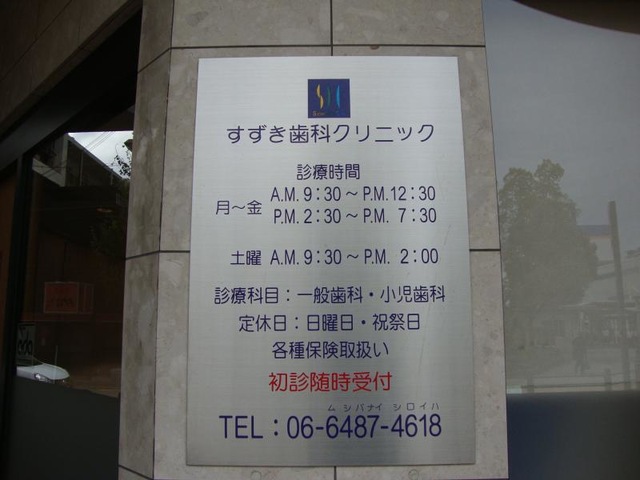 すずき歯科クリニック
診療時間
月～金 A.M. 9：30～P.M.12：30
P.M. 2：30～P.M. 7：30
土曜 A.M. 9：30～P.M. 2：00
診療科目：一般歯科・小児歯科
定休日：日曜日・祝祭日
各種保険取扱い
初診随時受付
ムシバナイ シロイハ
TEL：06-6487-4618